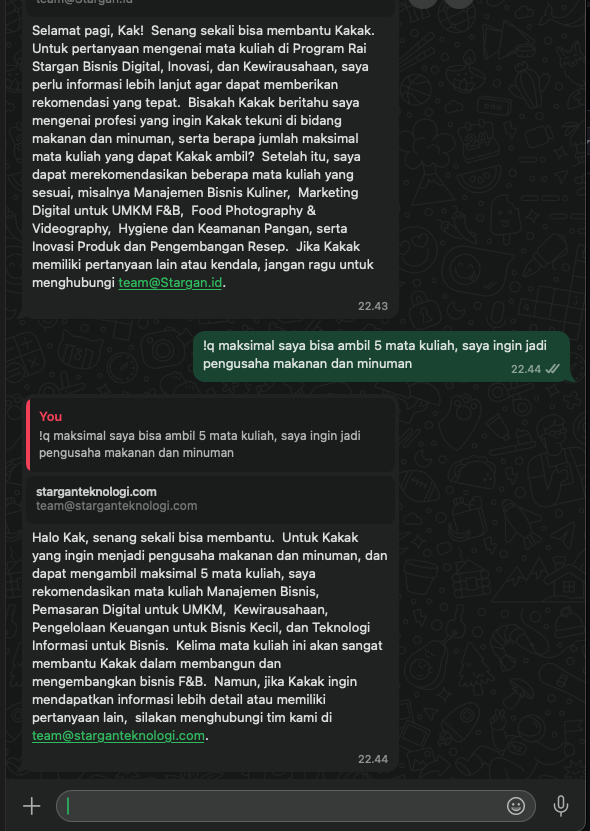 team@Stargan.id
Selamat pagi, Kak!  Senang sekali bisa membantu Kakak.
Untuk pertanyaan mengenai mata kuliah di Program Rai
Stargan Bisnis Digital, Inovasi, dan Kewirausahaan, saya
perlu informasi lebih lanjut agar dapat memberikan
rekomendasi yang tepat.  Bisakah Kakak beritahu saya
mengenai profesi yang ingin Kakak tekuni di bidang
makanan dan minuman, serta berapa jumlah maksimal
mata kuliah yang dapat Kakak ambil?  Setelah itu, saya
dapat merekomendasikan beberapa mata kuliah yang
sesuai, misalnya Manajemen Bisnis Kuliner,  Marketing
Digital untuk UMKM F&B,  Food Photography &
Videography,  Hygiene dan Keamanan Pangan, serta
Inovasi Produk dan Pengembangan Resep.  Jika Kakak
memiliki pertanyaan lain atau kendala, jangan ragu untuk
menghubungi team@Stargan.id.
22.43
!q maksimal saya bisa ambil 5 mata kuliah, saya ingin jadi
pengusaha makanan dan minuman
22.44
You
!q maksimal saya bisa ambil 5 mata kuliah, saya ingin jadi
pengusaha makanan dan minuman
starganteknologi.com
team@starganteknologi.com
Halo Kak, senang sekali bisa membantu.  Untuk Kakak
yang ingin menjadi pengusaha makanan dan minuman, dan
dapat mengambil maksimal 5 mata kuliah, saya
rekomendasikan mata kuliah Manajemen Bisnis,
Pemasaran Digital untuk UMKM,  Kewirausahaan,
Pengelolaan Keuangan untuk Bisnis Kecil, dan Teknologi
Informasi untuk Bisnis.  Kelima mata kuliah ini akan sangat
membantu Kakak dalam membangun dan
mengembangkan bisnis F&B.  Namun, jika Kakak ingin
mendapatkan informasi lebih detail atau memiliki
pertanyaan lain,  silakan menghubungi tim kami di
team@starganteknologi.com.
22.44